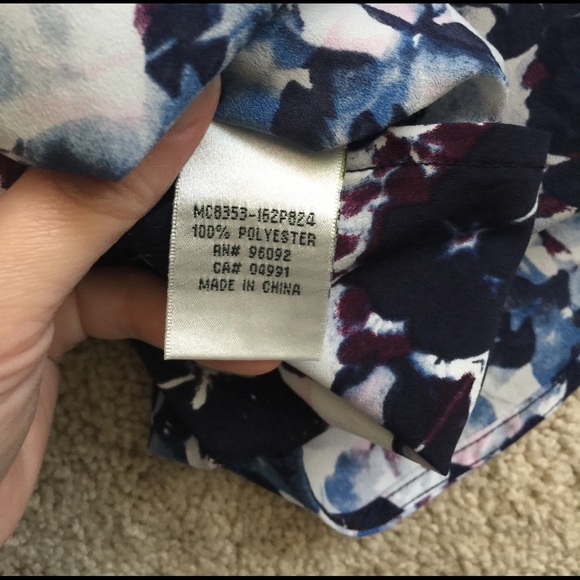 MC8353-162P824
100% POLYESTER
RN# 96092
CA# 04991
MADE IN CHINA